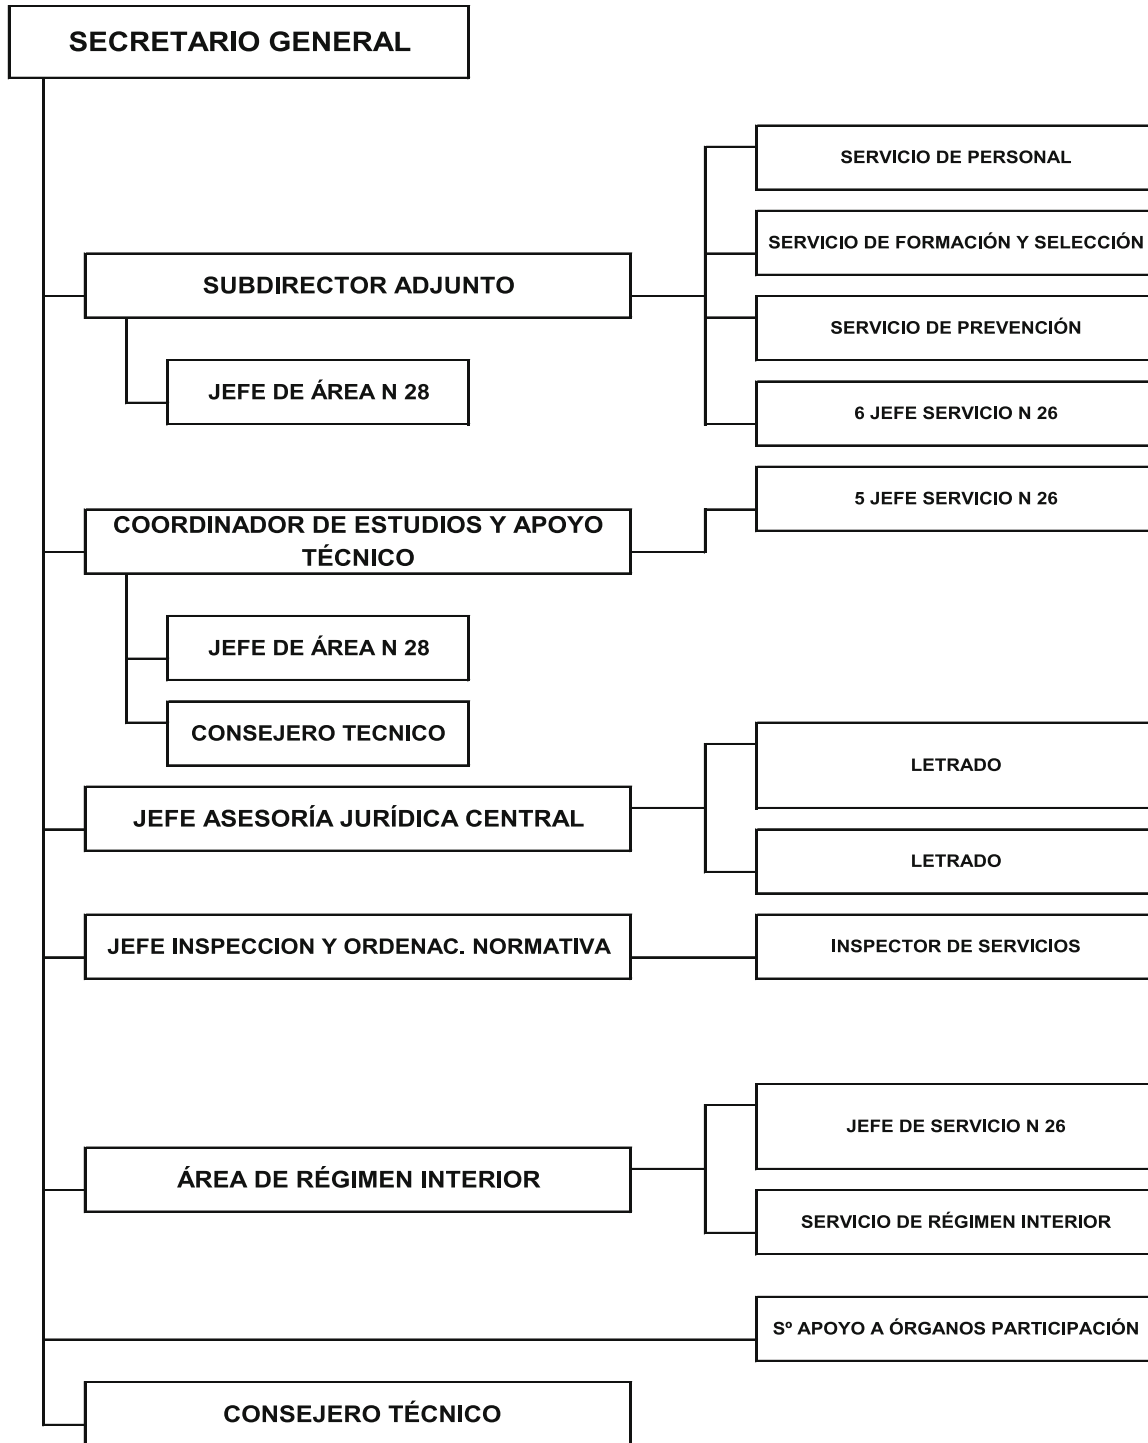 SECRETARIO GENERAL
SERVICIO DE PERSONAL
SERVICIO DE FORMACIÓN Y SELECCIÓN
SUBDIRECTOR ADJUNTO
SERVICIO DE PREVENCIÓN
JEFE DE ÁREA N 28
6 JEFE SERVICIO N 26
5 JEFE SERVICIO N 26
COORDINADOR DE ESTUDIOS Y APOYO
TÉCNICO
JEFE DE ÁREA N 28
CONSEJERO TECNICO
LETRADO
JEFE ASESORÍA JURÍDICA CENTRAL
LETRADO
JEFE INSPECCION Y ORDENAC. NORMATIVA
INSPECTOR DE SERVICIOS
JEFE DE SERVICIO N 26
ÁREA DE RÉGIMEN INTERIOR
SERVICIO DE RÉGIMEN INTERIOR
Sº APOYO A ÓRGANOS PARTICIPACIÓN
CONSEJERO TÉCNICO